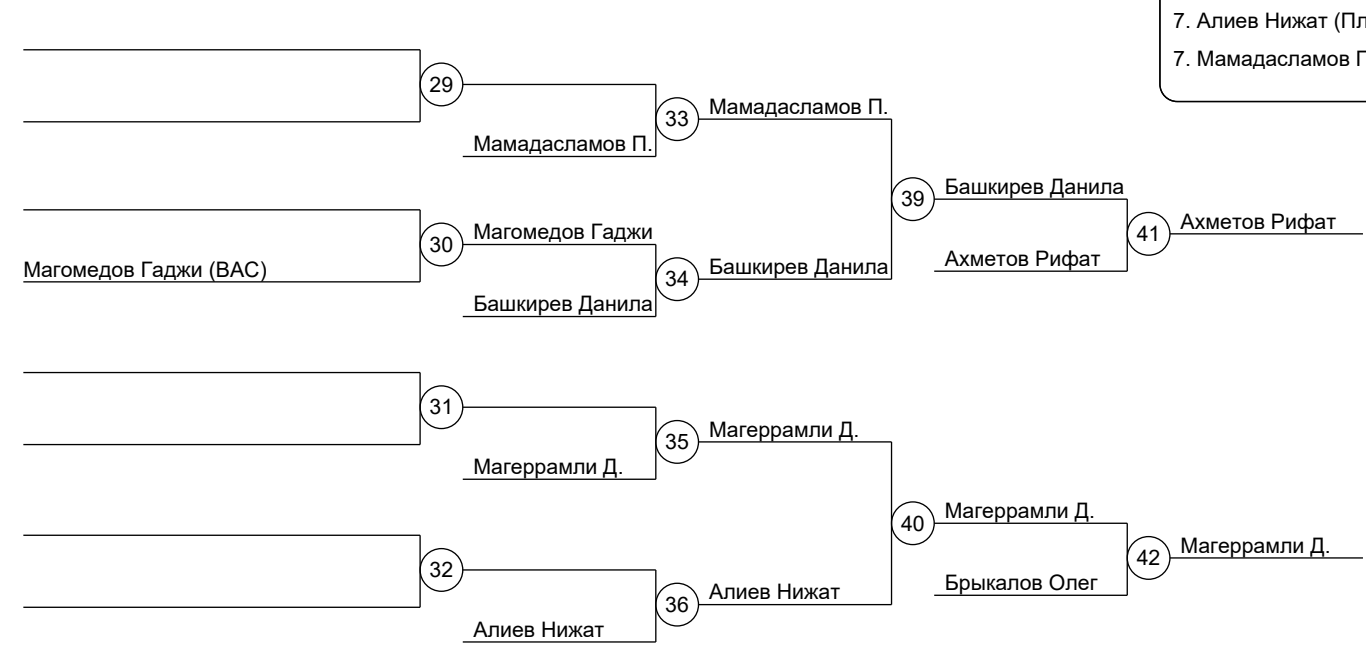 7. Алиев Нижат
7. Мамадасламов
29
33
Мамадасламов П.
Мамадасламов П.
39
Башкирев Данила
41
Ахметов Рифат
30
Магомедов Гаджи
Магомедов Гаджи (ВАС)
34
Башкирев Данила
Ахметов Рифат
Башкирев Данила
31
35
Магеррамли Д.
Магеррамли Д.
40
Магеррамли Д.
42
Магеррамли Д.
32
36
Алиев Нижат
Брыкалов Олег
Алиев Нижат